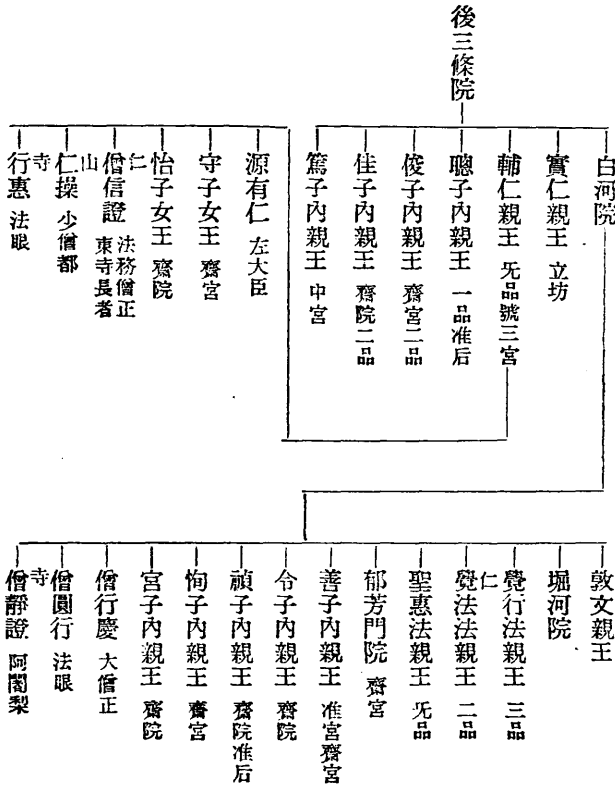 後三條院
白河院
實仁親王 立坊
輔仁親王 旡品號三宮
聰子內親王 一品准后
俊子內親王 齋宮二品
佳子內親王 齋院二品
篤子內親王 中宮
源有仁 左大臣
守子女王 齋宮
怡子女王 齋院
仁
僧信證 法務僧正 東寺長者
山
仁操 少僧都
寺
行惠 法眼
敦文親王
堀河院
覺行法親王 三品
仁
覺法法親王 二品
聖惠法親王 旡品
郁芳門院 齋宮
善子內親王 准宮齋宮
令子內親王 齋院
禎子內親王 齋院准后
恂子內親王 齋宮
宮子內親王 齋院
僧行慶 大僧正
僧圓行 法眼
寺
僧靜證 阿闍梨